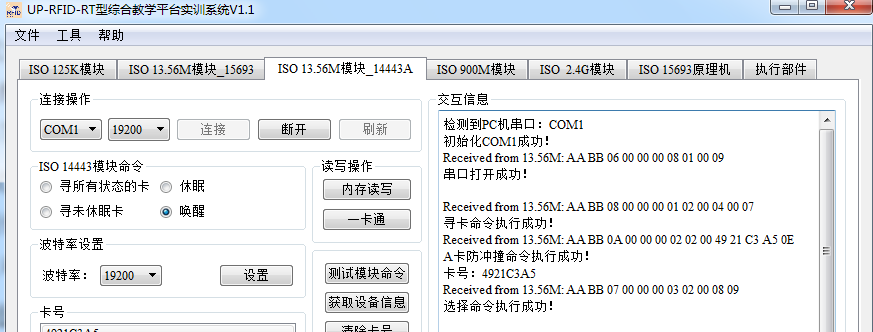 UP-RFID-RT型综合教学平台实训系统V1.1
文件 工具 帮助
ISO 125K模块 ISO 13.56M模块_15693 ISO 13.56M模块_14443A ISO 900M模块 ISO 2.4G模块 ISO 15693原理机 执行部件
连接操作
COM1 19200 连接 断开 刷新
ISO 14443模块命令
寻所有状态的卡 休眠
寻未休眠卡 唤醒
读写操作
内存读写
一卡通
波特率设置
波特率： 19200 设置
测试模块命令
获取设备信息
清除卡号
卡号
4921C3A5
交互信息
检测到PC机串口：COM1
初始化COM1成功!
Received from 13.56M: AA BB 06 00 00 00 08 01 00 09
串口打开成功!
Received from 13.56M: AA BB 08 00 00 00 01 02 00 04 00 07
寻卡命令执行成功!
Received from 13.56M: AA BB 0A 00 00 00 02 02 00 49 21 C3 A5 0E
A卡防冲撞命令执行成功!
卡号：4921C3A5
Received from 13.56M: AA BB 07 00 00 00 03 02 00 08 09
选择命令执行成功!